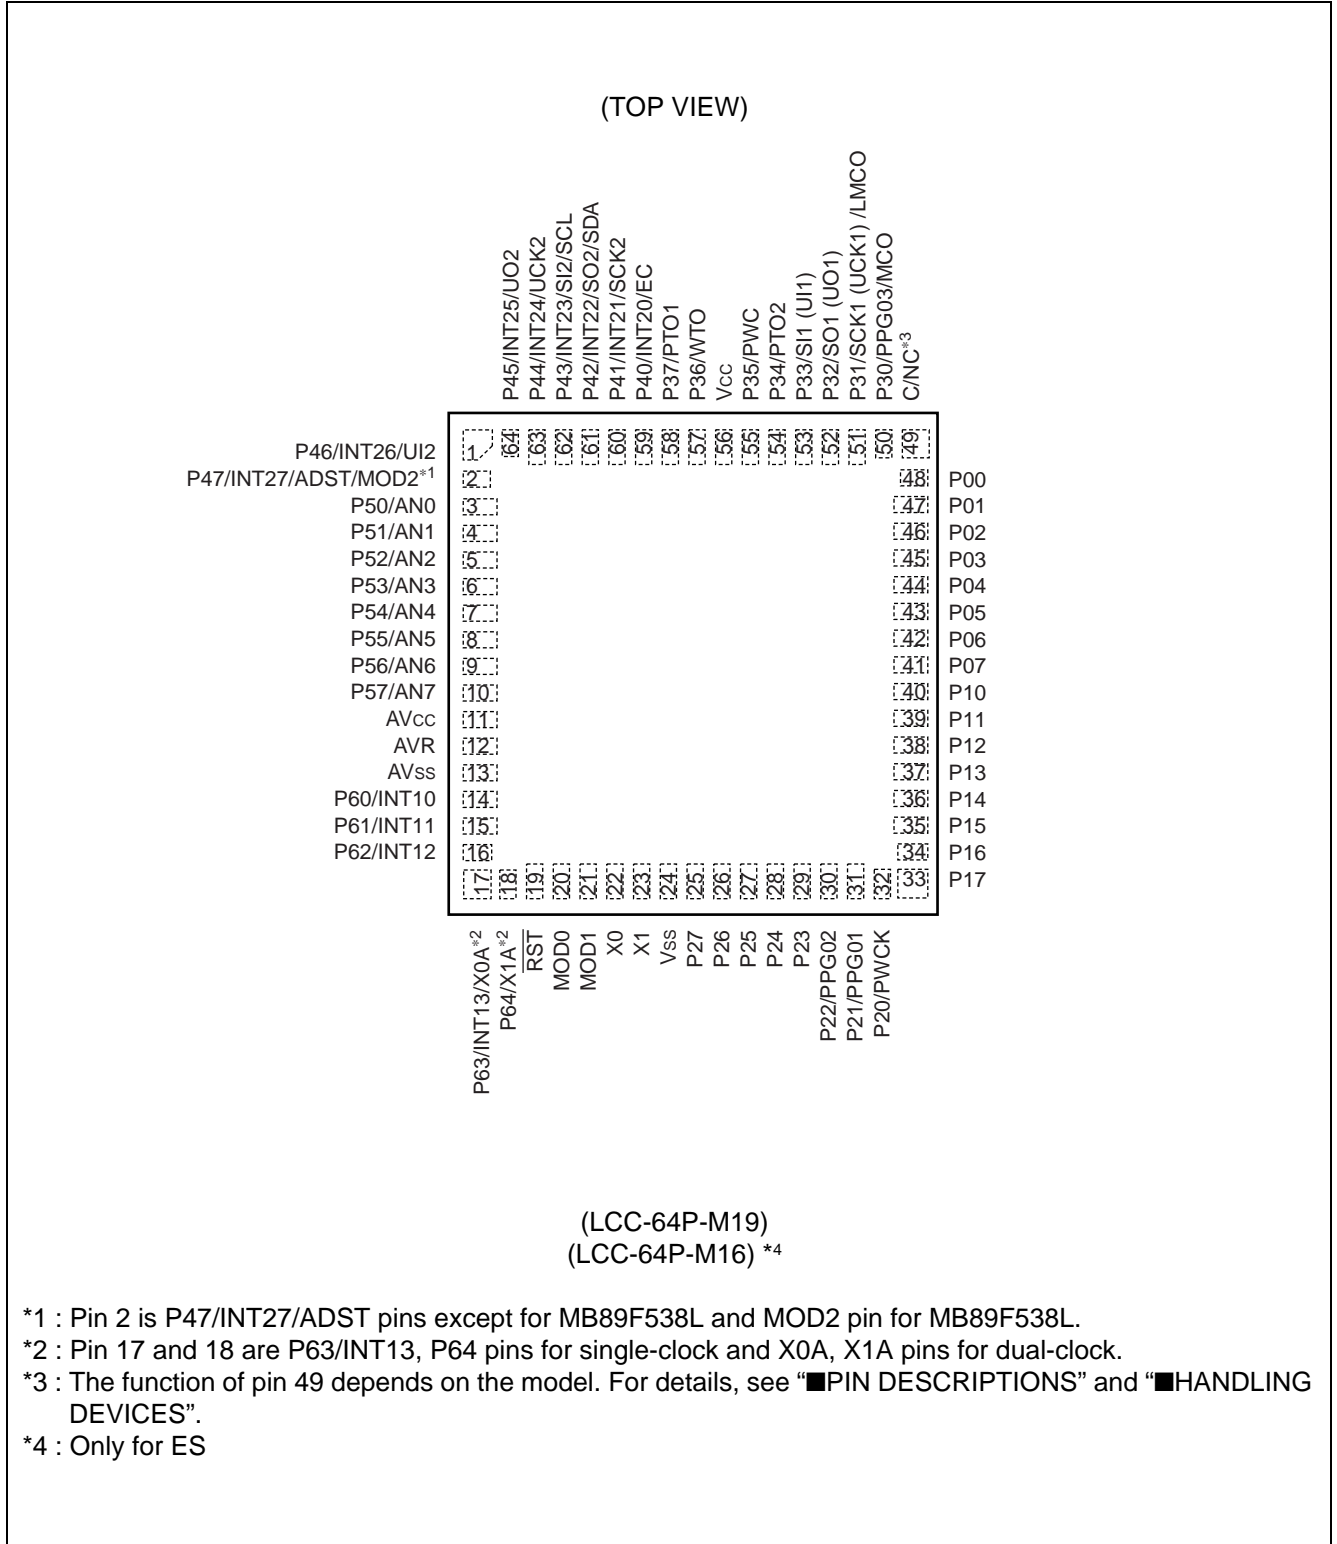 (TOP VIEW)
P45/INT25/UO2
P44/INT24/UCK2
P43/INT23/SI2/SCL
P42/INT22/SO2/SDA
P41/INT21/SCK2
P40/INT20/EC
P37/PTO1
P36/WTO
Vcc
P35/PWC
P34/PTO2
P33/SI1 (UI1)
P32/SO1 (UO1)
P31/SCK1 (UCK1) /LMCO
P30/PPG03/MCO
C/NC*3
64 63 62 61 60 59 58 57 56 55 54 53 52 51 50 49
P46/INT26/UI2 1
P47/INT27/ADST/MOD2*1 2 48 P00
P50/AN0 3 47 P01
P51/AN1 4 46 P02
P52/AN2 5 45 P03
P53/AN3 6 44 P04
P54/AN4 7 43 P05
P55/AN5 8 42 P06
P56/AN6 9 41 P07
P57/AN7 10 40 P10
AVcc 11 39 P11
AVR 12 38 P12
AVss 13 37 P13
P60/INT10 14 36 P14
P61/INT11 15 35 P15
P62/INT12 16 34 P16
17 18 19 20 21 22 23 24 25 26 27 28 29 30 31 32 33 P17
P63/INT13/X0A*2
P64/X1A*2
RST
MOD0
MOD1
X0
X1
Vss
P27
P26
P25
P24
P23
P22/PPG02
P21/PPG01
P20/PWCK
(LCC-64P-M19)
(LCC-64P-M16) *4
*1 : Pin 2 is P47/INT27/ADST pins except for MB89F538L and MOD2 pin for MB89F538L.
*2 : Pin 17 and 18 are P63/INT13, P64 pins for single-clock and X0A, X1A pins for dual-clock.
*3 : The function of pin 49 depends on the model. For details, see “■PIN DESCRIPTIONS” and “■HANDLING
DEVICES”.
*4 : Only for ES